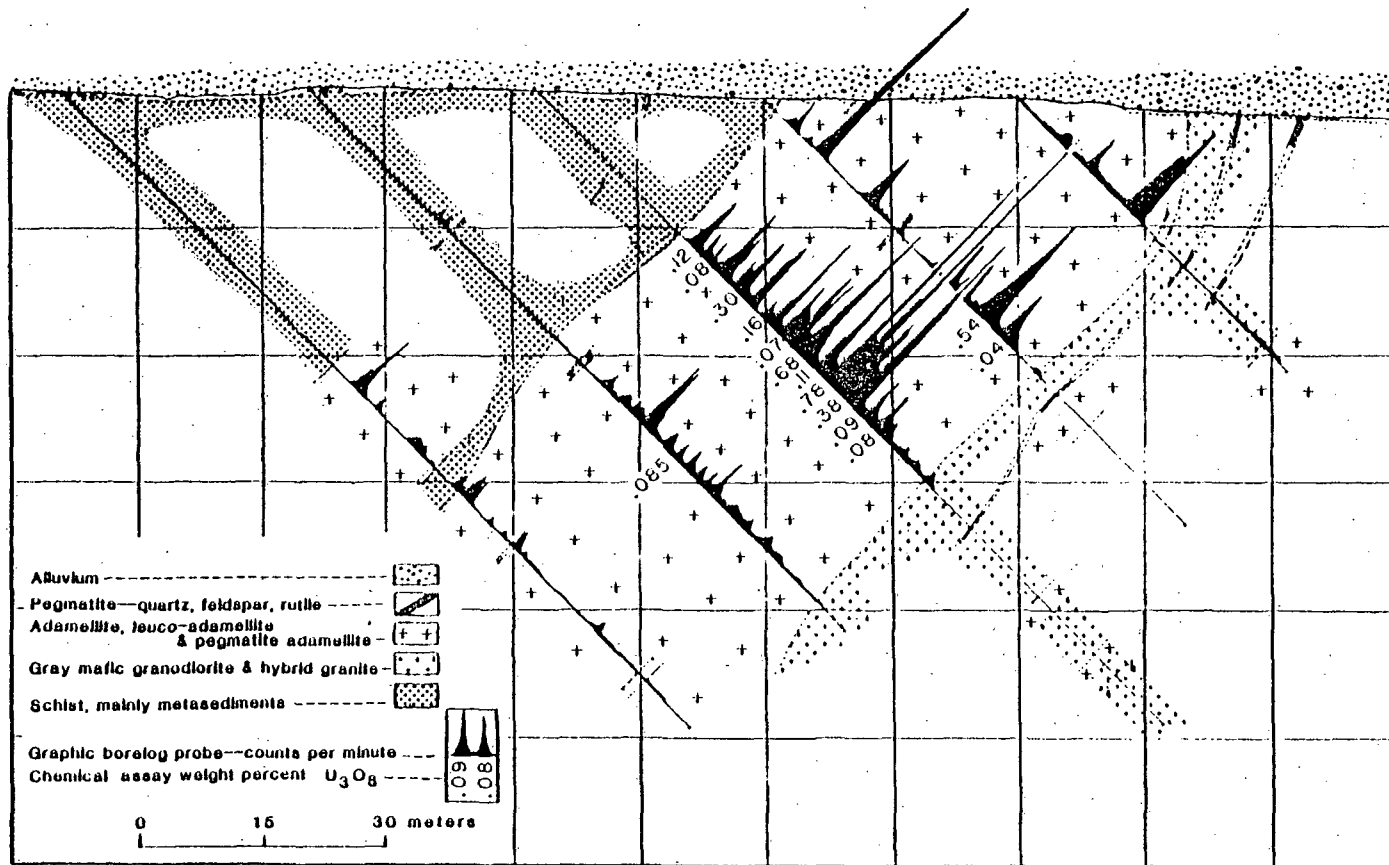 .12
.08
.30
.16
.07
.68
.11
.78
.38
.09
.08
.54
.04
.085
Alluvium
Pegmatite—quartz, feldspar, rutile
Adamellite, leuco-adamellite
& pegmatite adamellite
Gray mafic granodiorite & hybrid granite
Schist, mainly metasediments
Graphic borelog probe--counts per minute
Chemical assay weight percent U3O8
.09 .08
0 15 30 meters